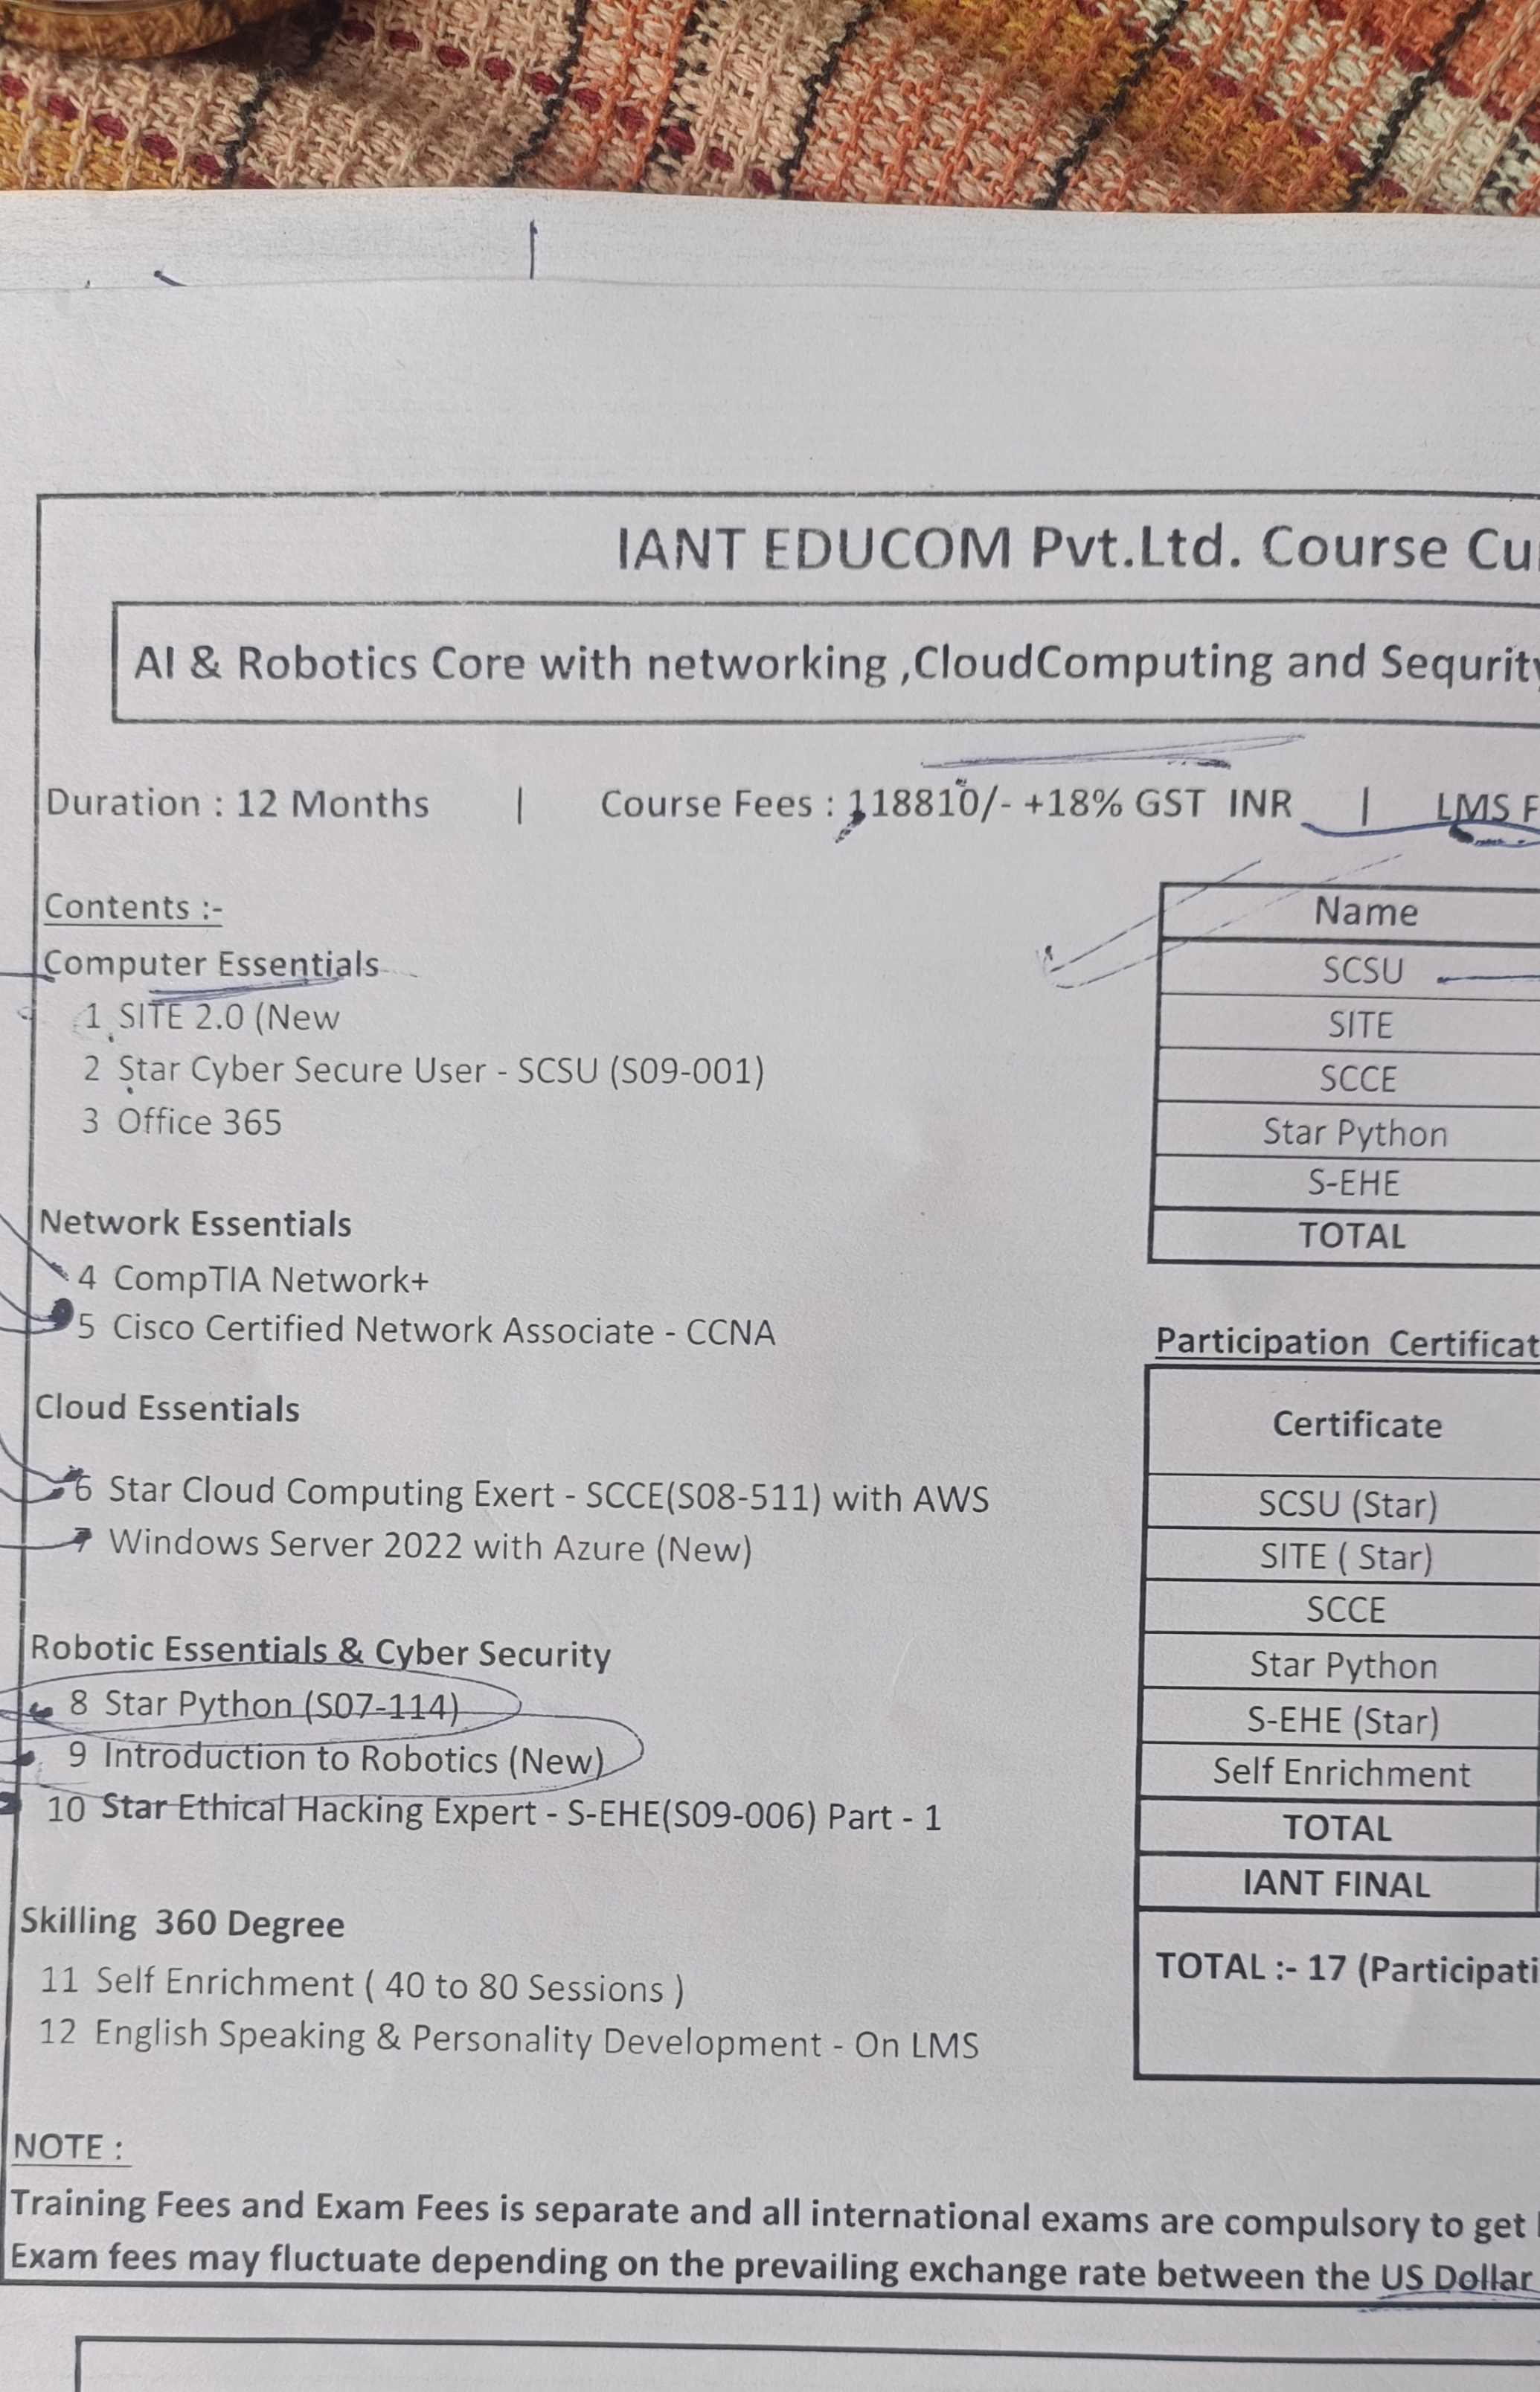 IANT EDUCOM Pvt.Ltd. Course
AI & Robotics Core with networking ,CloudComputing and Sequrity
Duration : 12 Months | Course Fees : 118810/- +18% GST INR | LMS
Contents :-
Computer Essentials
1 SITE 2.0 (New
2 Star Cyber Secure User - SCSU (S09-001)
3 Office 365
Network Essentials
4 CompTIA Network+
5 Cisco Certified Network Associate - CCNA
Cloud Essentials
6 Star Cloud Computing Exert - SCCE(S08-511) with AWS
7 Windows Server 2022 with Azure (New)
Robotic Essentials & Cyber Security
8 Star Python (S07-114)
9 Introduction to Robotics (New)
10 Star Ethical Hacking Expert - S-EHE(S09-006) Part - 1
Skilling 360 Degree
11 Self Enrichment ( 40 to 80 Sessions )
12 English Speaking & Personality Development - On LMS
Name
SCSU
SITE
SCCE
Star Python
S-EHE
TOTAL
Participation Certificat
Certificate
SCSU (Star)
SITE ( Star)
SCCE
Star Python
S-EHE (Star)
Self Enrichment
TOTAL
IANT FINAL
TOTAL :- 17 (Participati
NOTE :
Training Fees and Exam Fees is separate and all international exams are compulsory to get
Exam fees may fluctuate depending on the prevailing exchange rate between the US Dollar